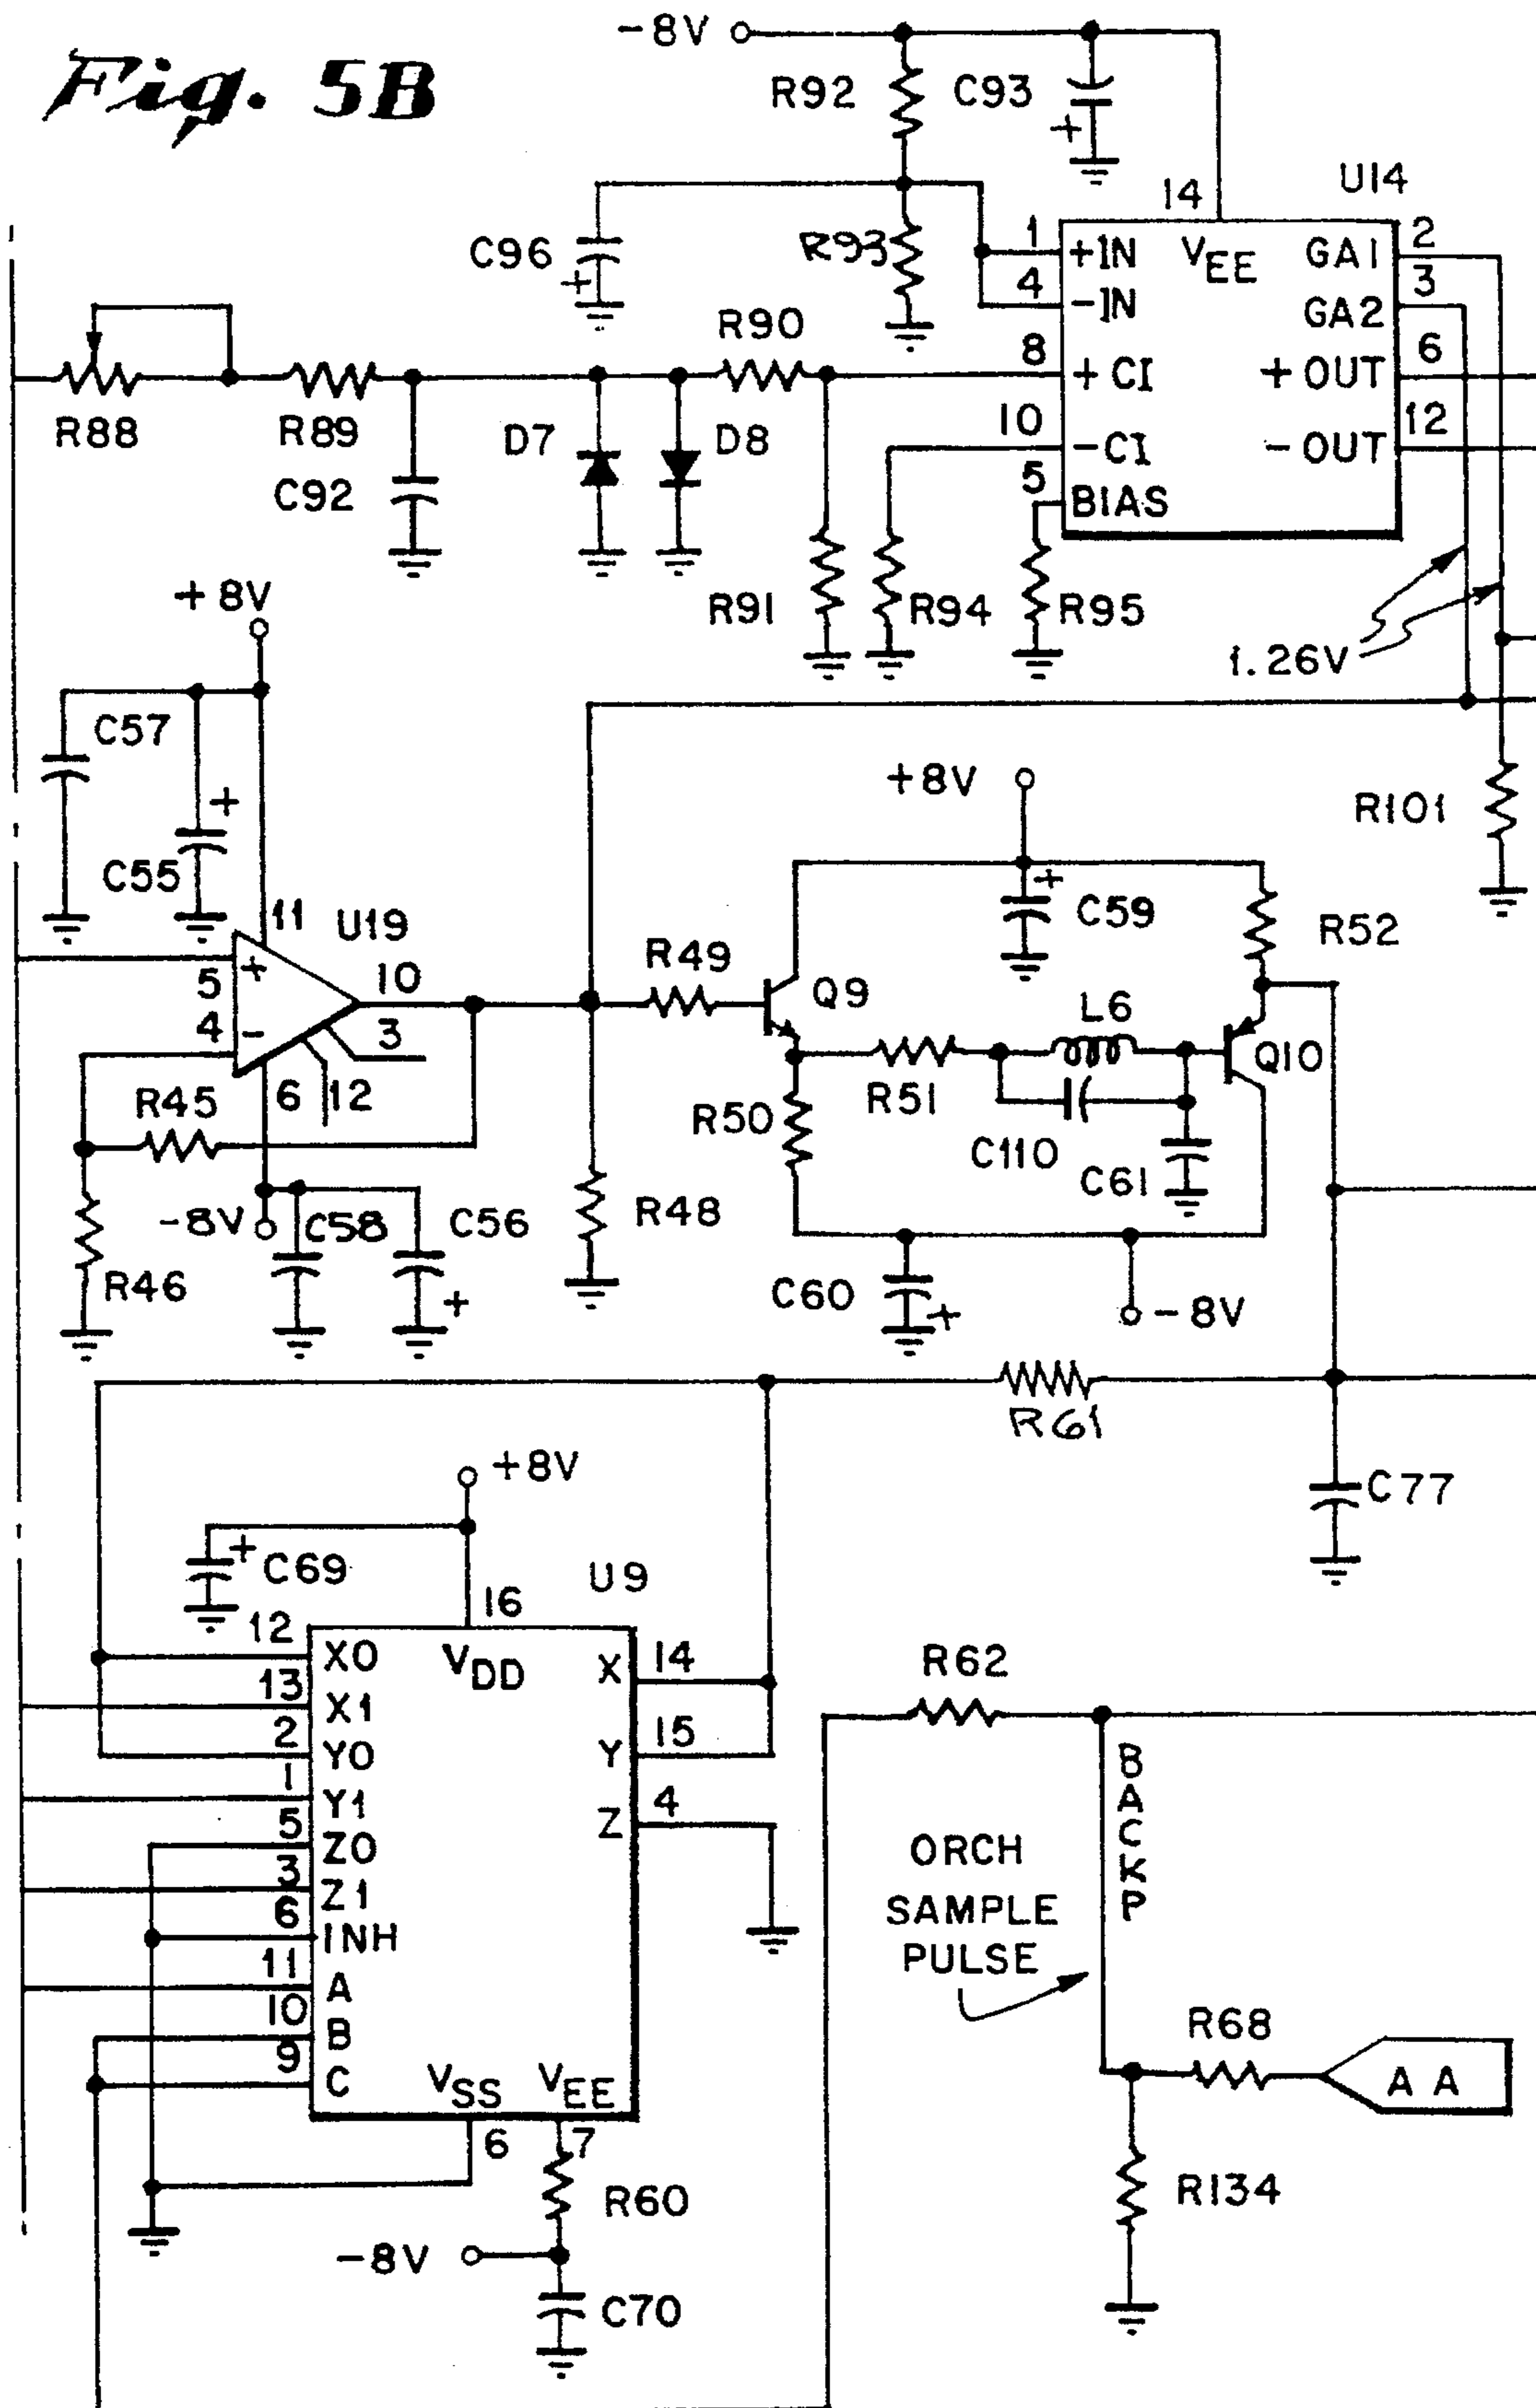 Fig. 5B
-8V
R92
C93
+
U14
14
C96
+
R93
1
+IN
VEE
GA1
2
4
-IN
GA2
3
R90
8
+CI
+OUT
6
R88
R89
D7
D8
10
-CI
-OUT
12
C92
5
BIAS
R91
R94
R95
1.26V
+8V
C57
+
C55
+8V
R101
11
U19
+
C59
R52
5
+
10
R49
Q9
4
-
3
L6
Q10
6
12
R45
R51
R50
C110
C61
-8V
C58
C56
R48
R46
+
C60
+
-8V
R61
C77
+8V
+
C69
U9
16
12
X0
VDD
X
14
13
X1
2
Y0
Y
15
1
Y1
5
Z0
Z
4
3
Z1
6
INH
11
A
10
B
9
C
VSS
VEE
6
7
R60
-8V
C70
R62
BACKP
ORCH
SAMPLE
PULSE
R68
A A
R134